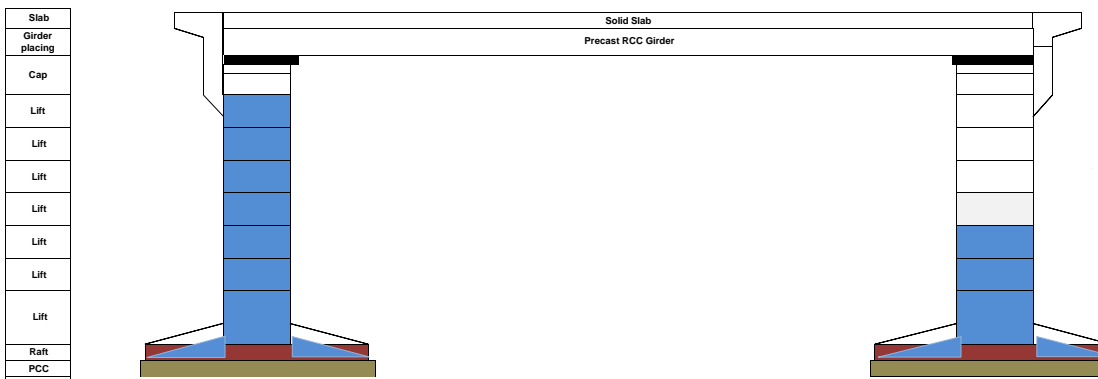 Slab
Solid Slab
Girder
placing
Precast RCC Girder
Cap
Lift
Lift
Lift
Lift
Lift
Lift
Lift
Raft
PCC